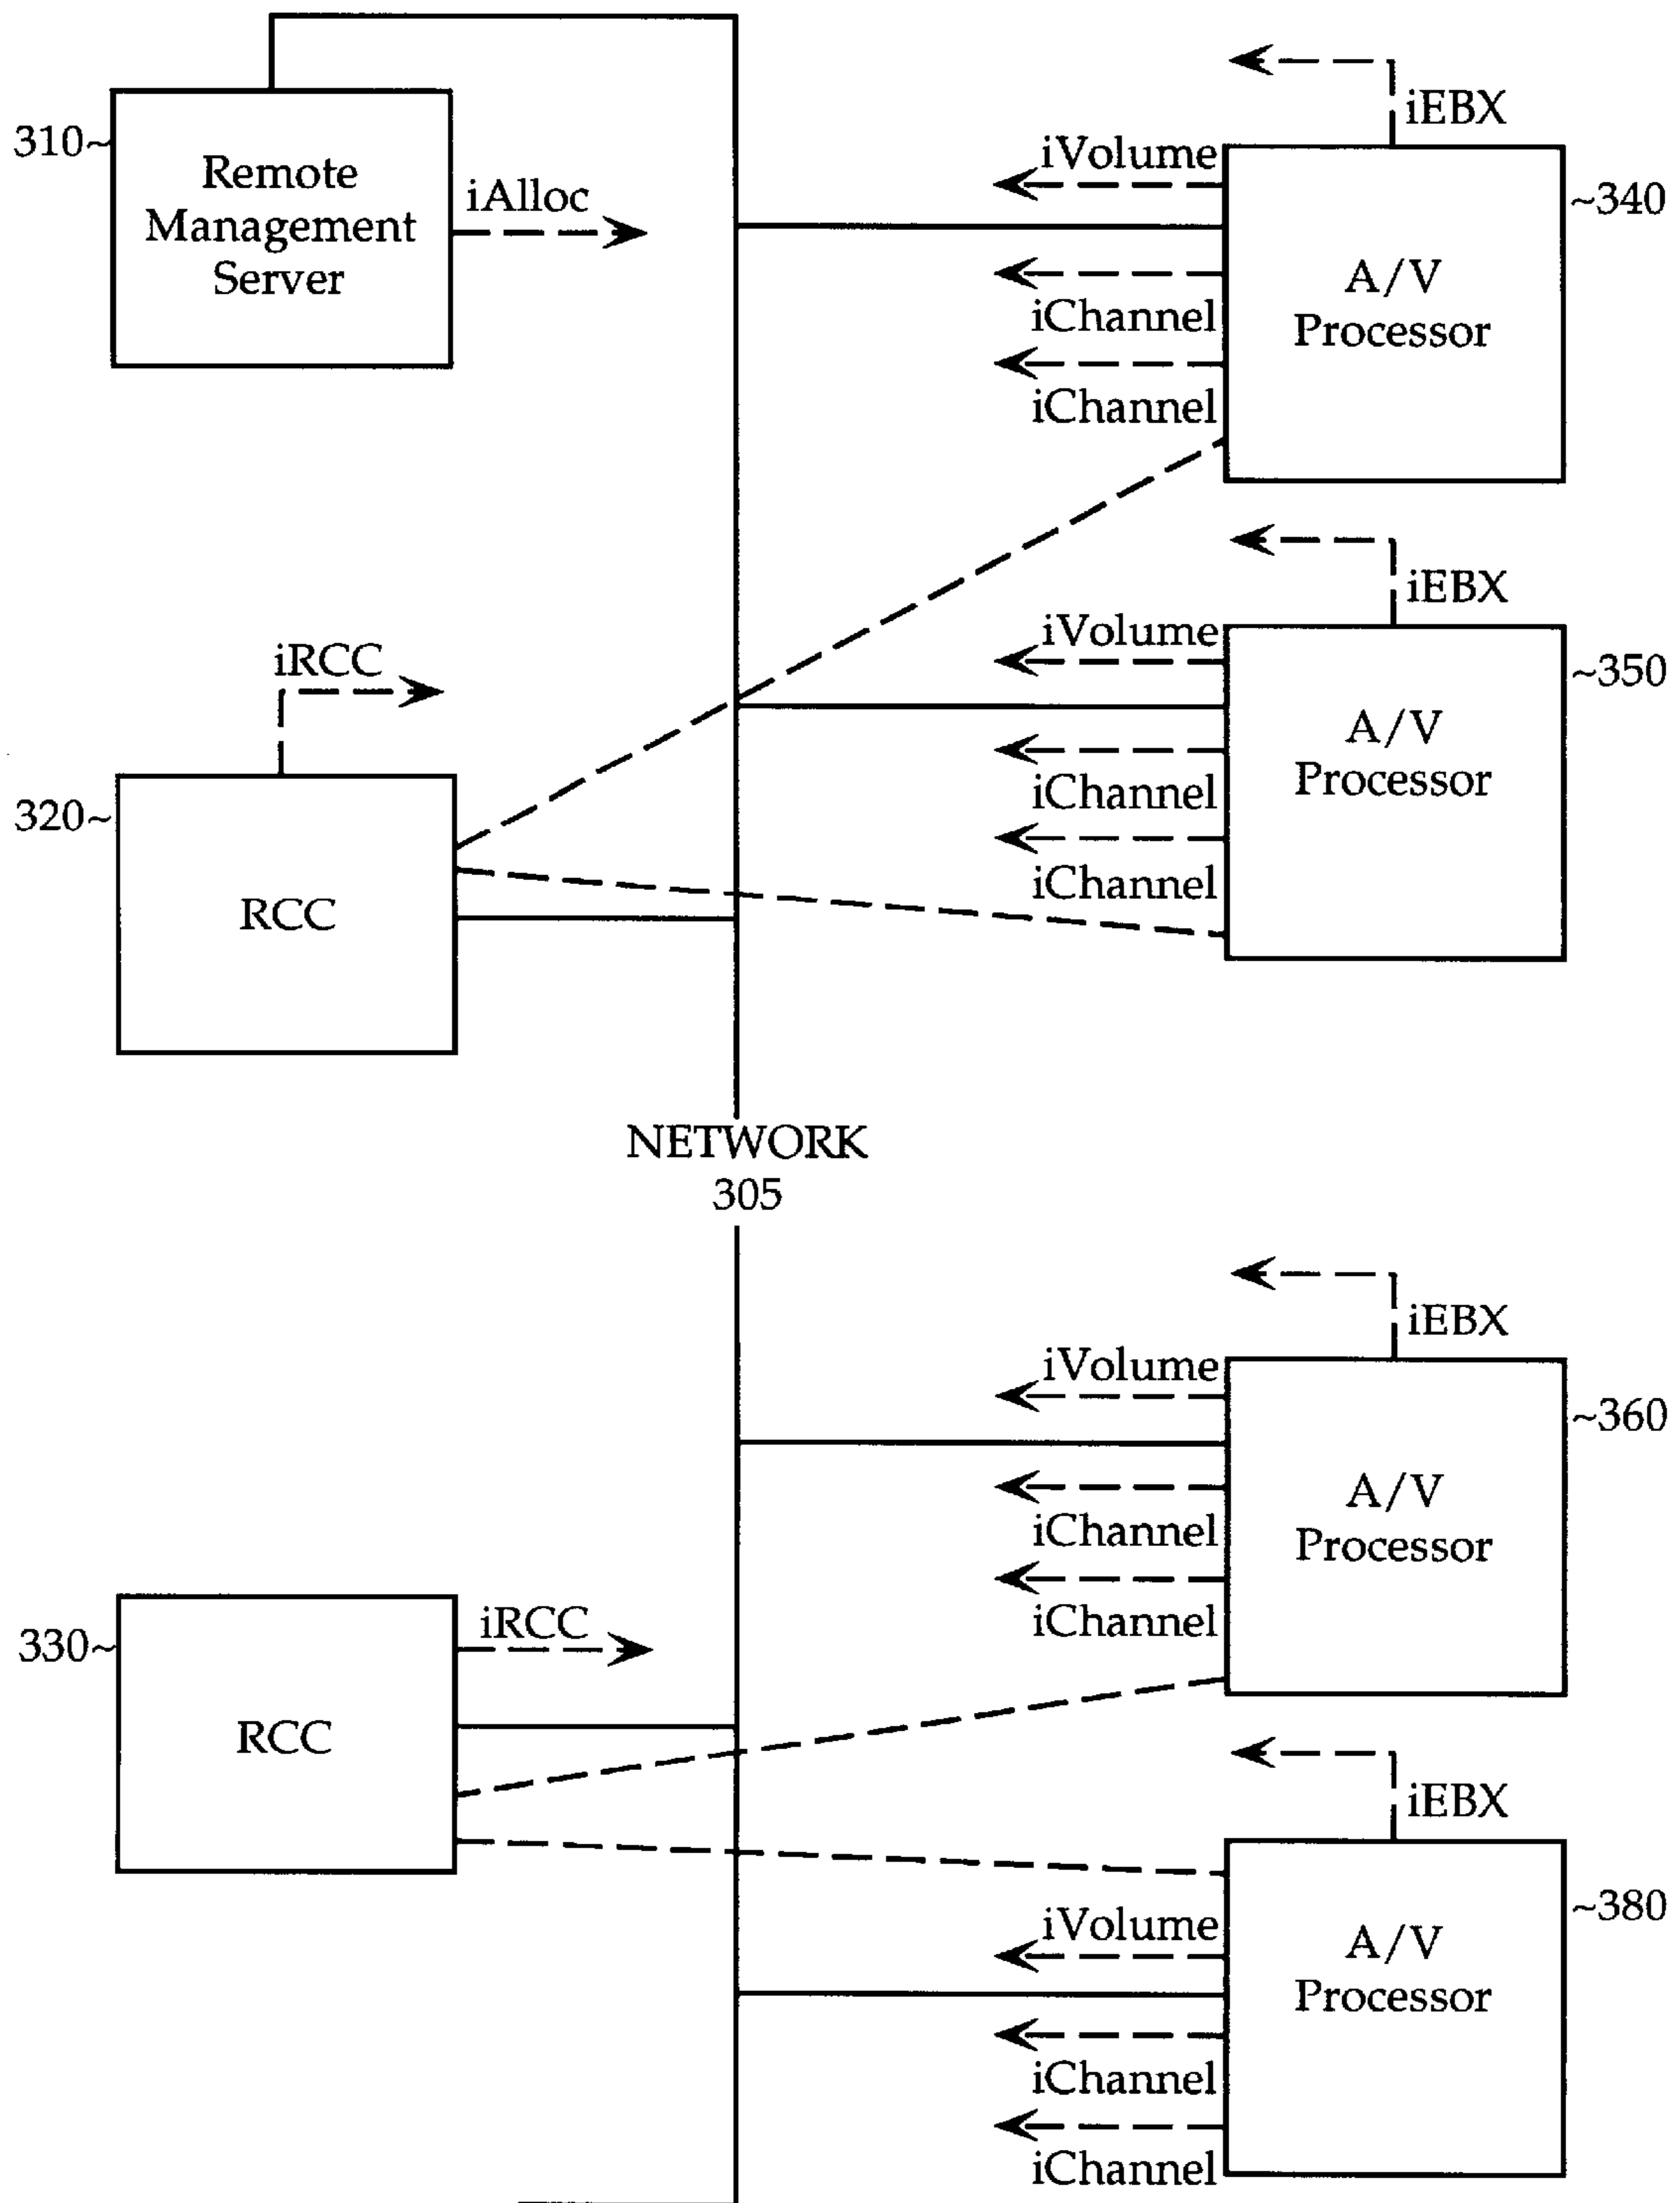 310~
Remote
Management
Server
iAlloc
iEBX
iVolume
iChannel
iChannel
A/V
Processor
~340
iRCC
320~
RCC
iEBX
iVolume
iChannel
iChannel
A/V
Processor
~350
NETWORK
305
iEBX
iVolume
iChannel
iChannel
A/V
Processor
~360
330~
RCC
iRCC
iEBX
iVolume
iChannel
iChannel
A/V
Processor
~380